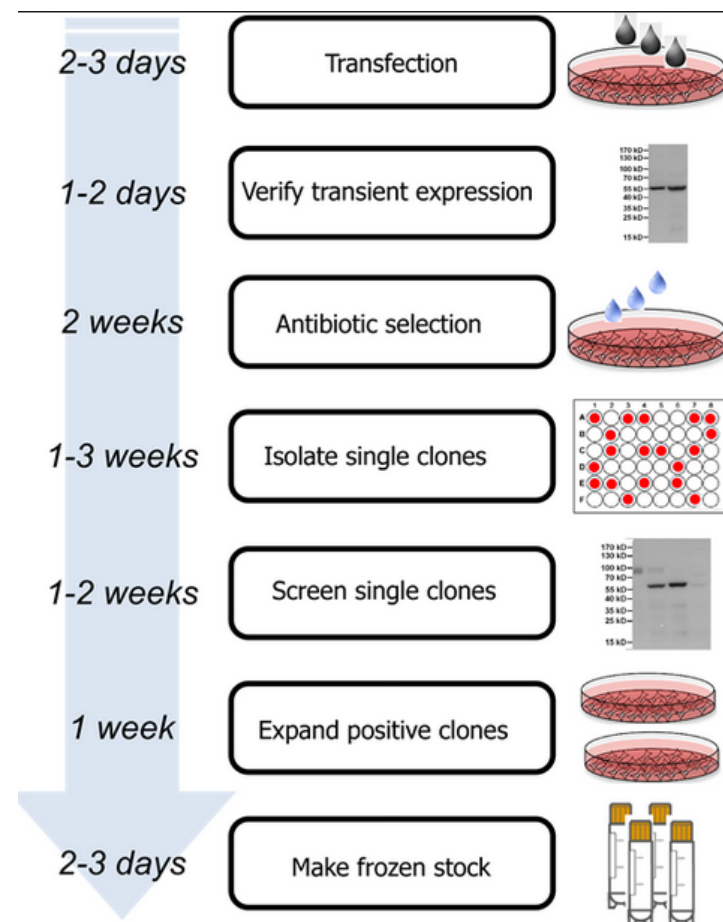 2-3 days
Transfection
1-2 days
Verify transient expression
170 kD
130 kD
100 kD
70 kD
55 kD
40 kD
35 kD
25 kD
15 kD
2 weeks
Antibiotic selection
1-3 weeks
Isolate single clones
1 2 3 4 5 6 7 8
A
B
C
D
E
F
1-2 weeks
Screen single clones
170 kD
130 kD
100 kD
70 kD
55 kD
40 kD
35 kD
25 kD
15 kD
1 week
Expand positive clones
2-3 days
Make frozen stock